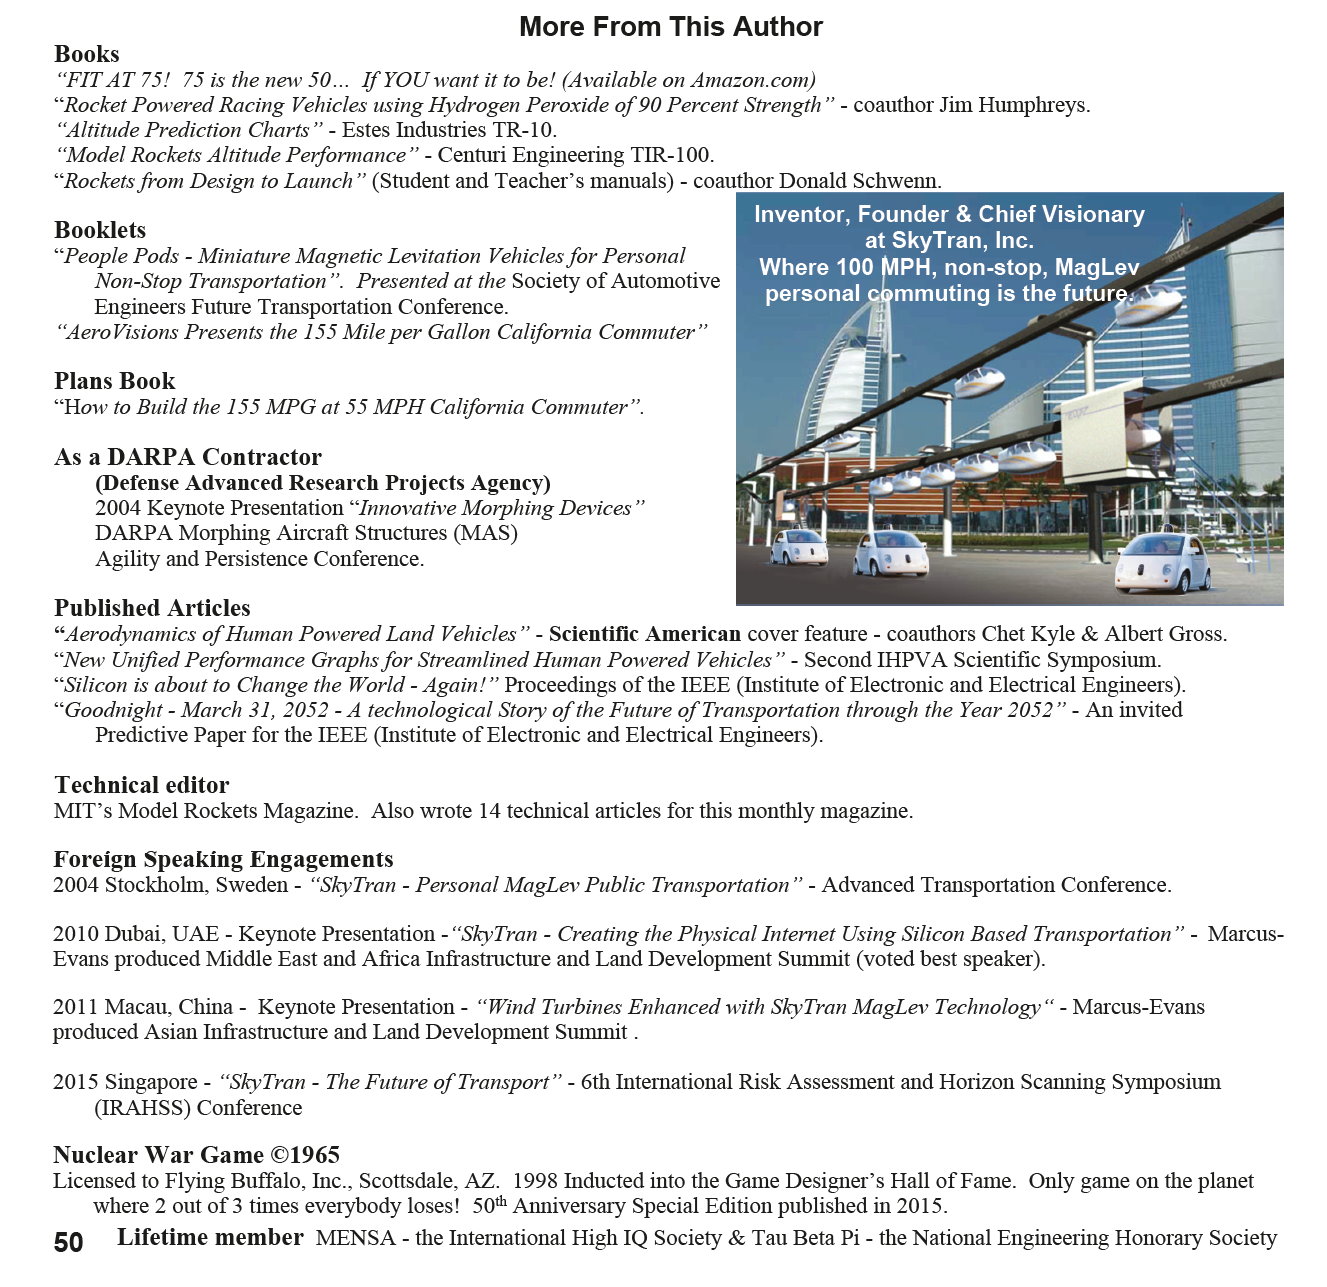 More From This Author
Books
“FIT AT 75!  75 is the new 50…  If YOU want it to be! (Available on Amazon.com)
“Rocket Powered Racing Vehicles using Hydrogen Peroxide of 90 Percent Strength” - coauthor Jim Humphreys.
“Altitude Prediction Charts” - Estes Industries TR-10.
“Model Rockets Altitude Performance” - Centuri Engineering TIR-100.
“Rockets from Design to Launch” (Student and Teacher’s manuals) - coauthor Donald Schwenn.
Booklets
“People Pods - Miniature Magnetic Levitation Vehicles for Personal
Non-Stop Transportation”.  Presented at the Society of Automotive
Engineers Future Transportation Conference.
“AeroVisions Presents the 155 Mile per Gallon California Commuter”
Inventor, Founder & Chief Visionary
at SkyTran, Inc.
Where 100 MPH, non-stop, MagLev
personal commuting is the future.
Plans Book
“How to Build the 155 MPG at 55 MPH California Commuter”.
As a DARPA Contractor
(Defense Advanced Research Projects Agency)
2004 Keynote Presentation “Innovative Morphing Devices”
DARPA Morphing Aircraft Structures (MAS)
Agility and Persistence Conference.
Published Articles
“Aerodynamics of Human Powered Land Vehicles” - Scientific American cover feature - coauthors Chet Kyle & Albert Gross.
“New Unified Performance Graphs for Streamlined Human Powered Vehicles” - Second IHPVA Scientific Symposium.
“Silicon is about to Change the World - Again!” Proceedings of the IEEE (Institute of Electronic and Electrical Engineers).
“Goodnight - March 31, 2052 - A technological Story of the Future of Transportation through the Year 2052” - An invited
Predictive Paper for the IEEE (Institute of Electronic and Electrical Engineers).
Technical editor
MIT’s Model Rockets Magazine.  Also wrote 14 technical articles for this monthly magazine.
Foreign Speaking Engagements
2004 Stockholm, Sweden - “SkyTran - Personal MagLev Public Transportation” - Advanced Transportation Conference.
2010 Dubai, UAE - Keynote Presentation -“SkyTran - Creating the Physical Internet Using Silicon Based Transportation” -  Marcus-
Evans produced Middle East and Africa Infrastructure and Land Development Summit (voted best speaker).
2011 Macau, China -  Keynote Presentation - “Wind Turbines Enhanced with SkyTran MagLev Technology“ - Marcus-Evans
produced Asian Infrastructure and Land Development Summit .
2015 Singapore - “SkyTran - The Future of Transport” - 6th International Risk Assessment and Horizon Scanning Symposium
(IRAHSS) Conference
Nuclear War Game ©1965
Licensed to Flying Buffalo, Inc., Scottsdale, AZ.  1998 Inducted into the Game Designer’s Hall of Fame.  Only game on the planet
where 2 out of 3 times everybody loses!  50th Anniversary Special Edition published in 2015.
50 Lifetime member  MENSA - the International High IQ Society & Tau Beta Pi - the National Engineering Honorary Society